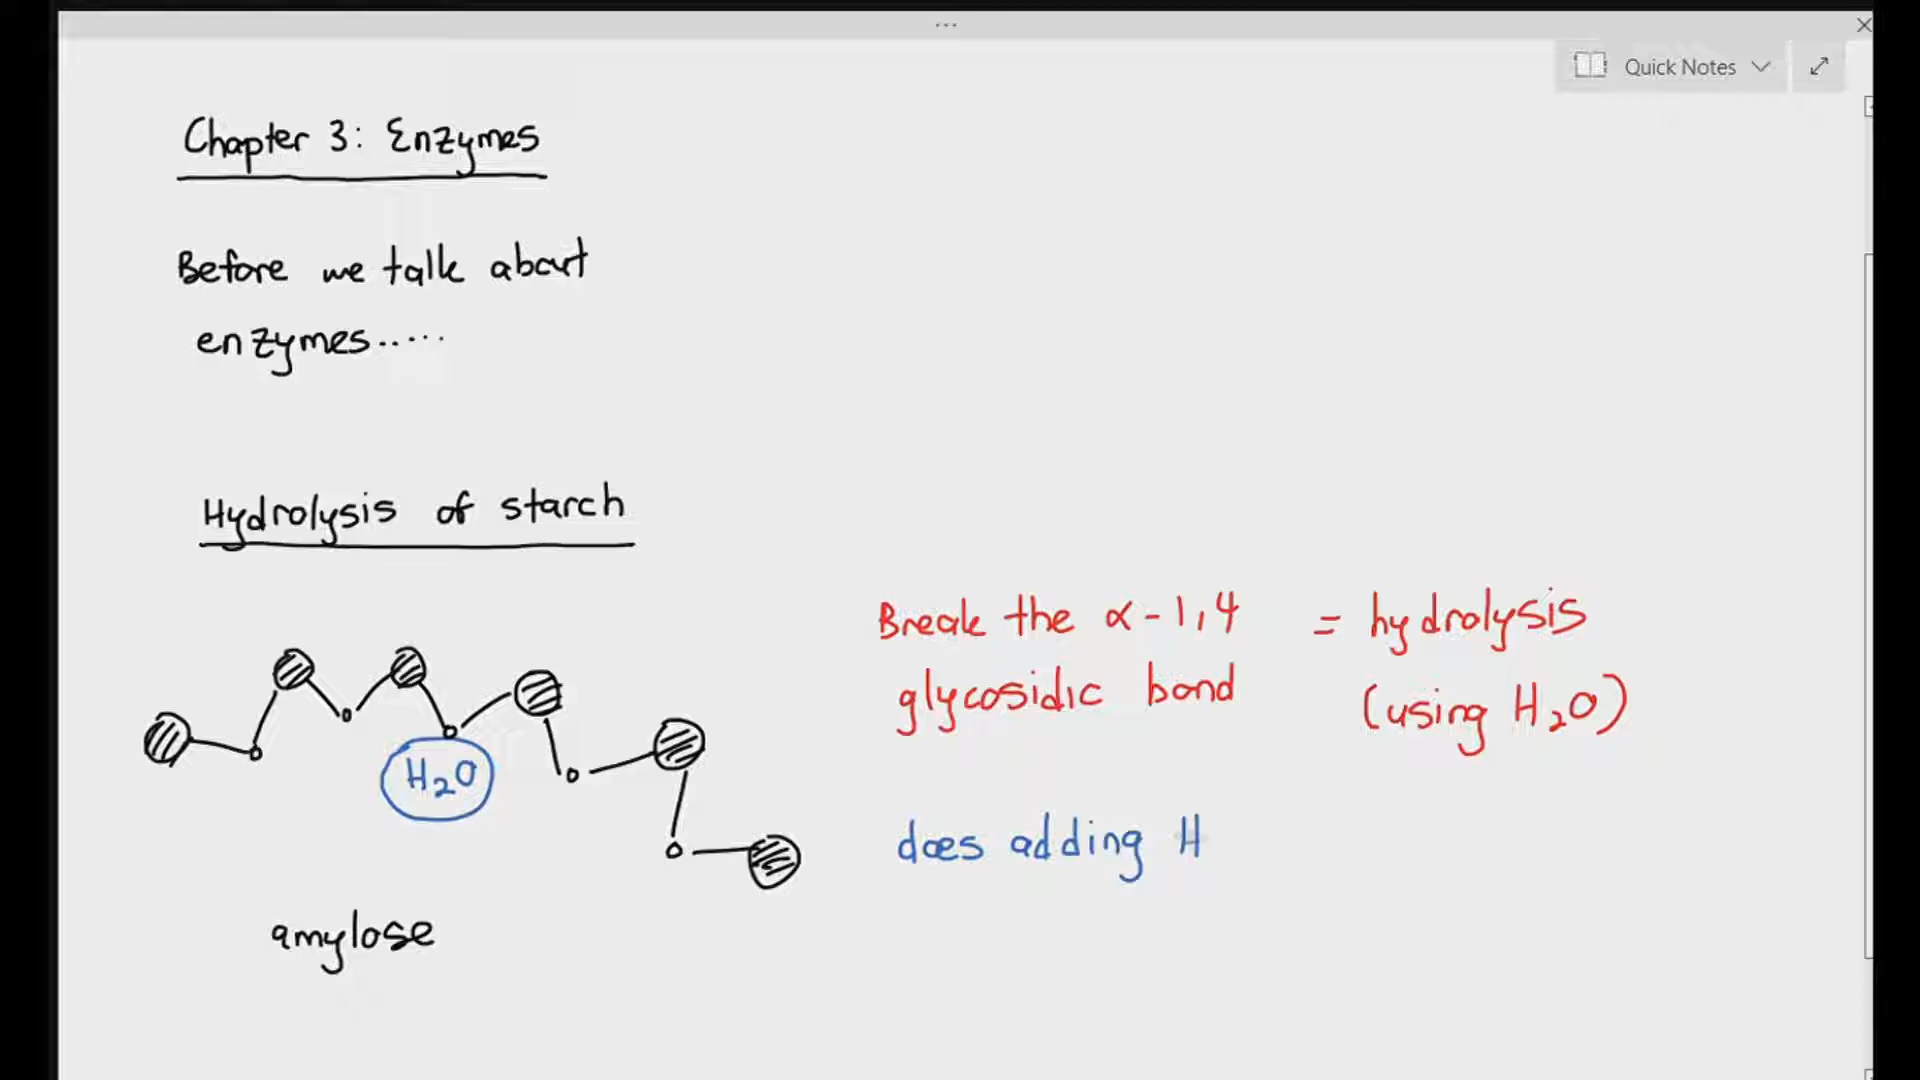 Quick Notes
Chapter 3: Enzymes
Before we talk about
enzymes.....
Hydrolysis of starch
Break the α-1,4 = hydrolysis
glycosidic bond (using H₂O)
H₂O
does adding H
amylose